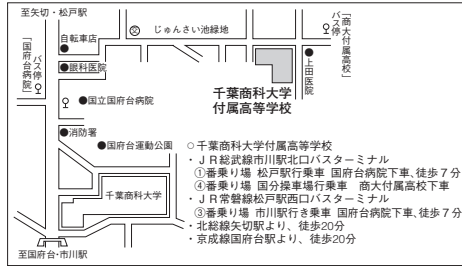 至矢切・松戸駅
自転車店
文
じゅんさい池緑地
バス停
「商大付属高校」
「国府台病院」
バス停
眼科医院
上田医院
千葉商科大学
付属高等学校
国立国府台病院
消防署
国府台運動公園
千葉商科大学
至国府台・市川駅
○千葉商科大学付属高等学校
・ＪＲ総武線市川駅北口バスターミナル
①番乗り場 松戸駅行乗車 国府台病院下車、徒歩７分
④番乗り場 国分操車場行乗車 商大付属高校下車
・ＪＲ常磐線松戸駅西口バスターミナル
③番乗り場 市川駅行き乗車 国府台病院下車、徒歩７分
・北総線矢切駅より、徒歩20分
・京成線国府台駅より、徒歩20分